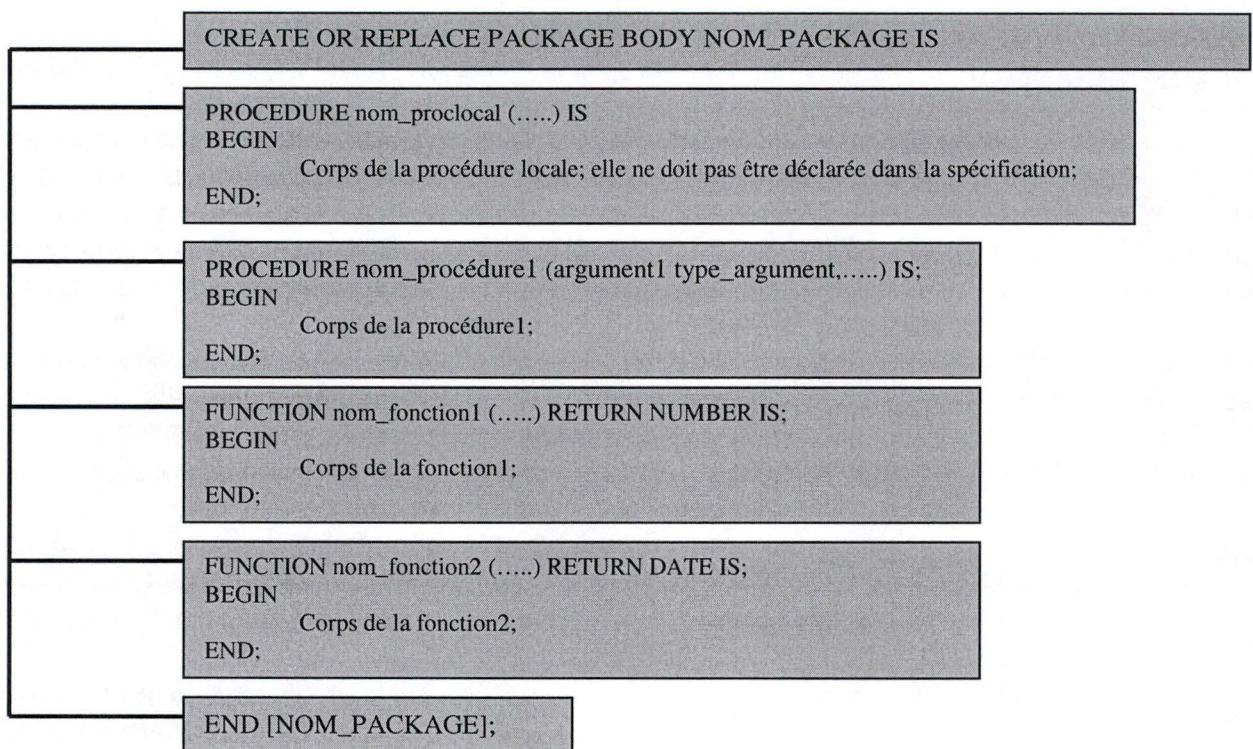 CREATE OR REPLACE PACKAGE BODY NOM_PACKAGE IS
PROCEDURE nom_proclocal (…..) IS
BEGIN
Corps de la procédure locale; elle ne doit pas être déclarée dans la spécification;
END;
PROCEDURE nom_procédure1 (argument1 type_argument,…..) IS;
BEGIN
Corps de la procédure1;
END;
FUNCTION nom_fonction1 (…..) RETURN NUMBER IS;
BEGIN
Corps de la fonction1;
END;
FUNCTION nom_fonction2 (…..) RETURN DATE IS;
BEGIN
Corps de la fonction2;
END;
END [NOM_PACKAGE];